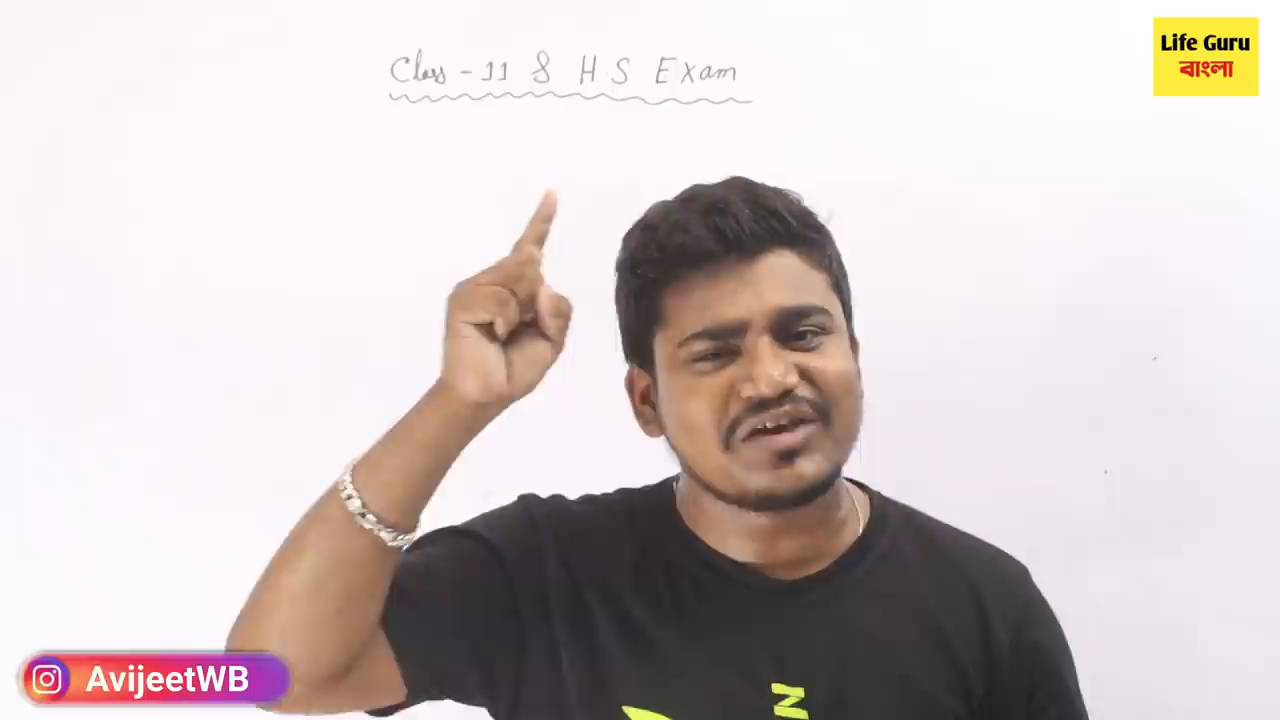 Class - 11 & HS Exam
Life Guru
বাংলা
AvijeetWB